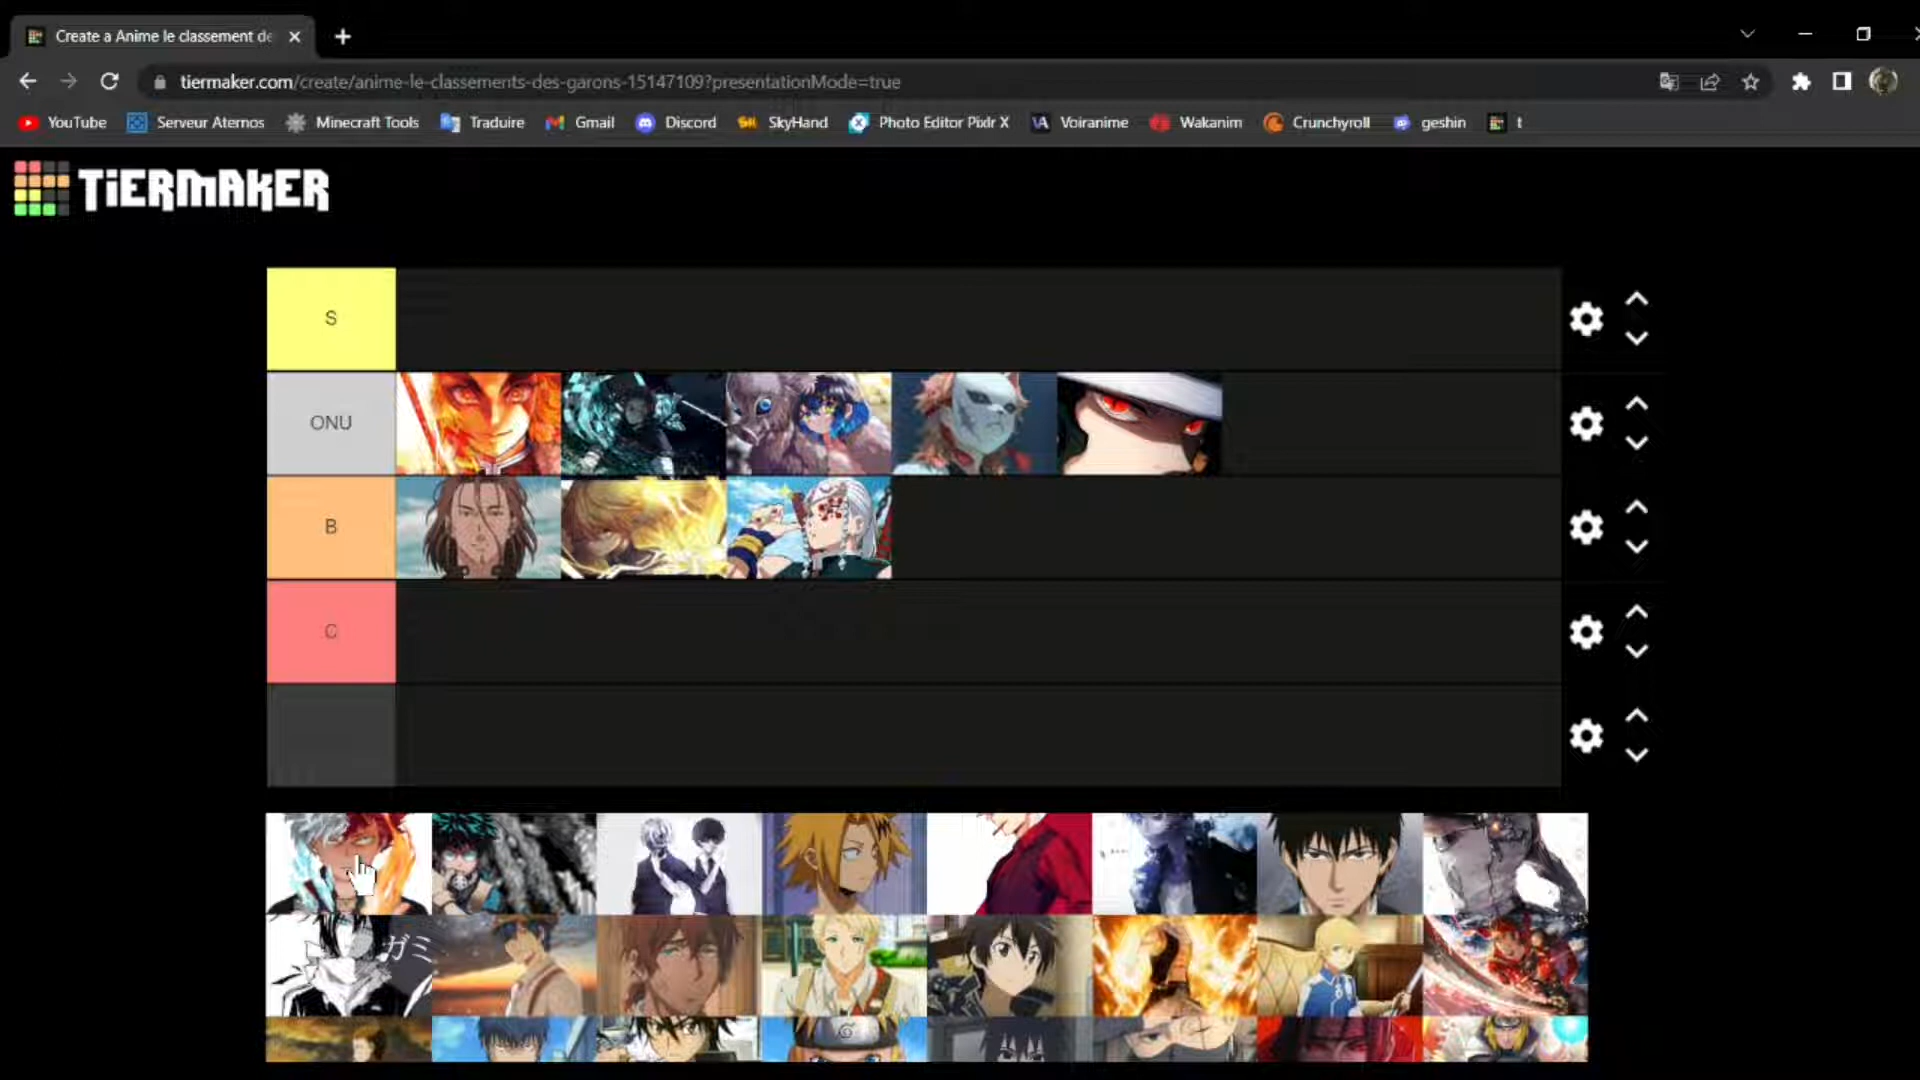 Create a Anime le classement de
tiermaker.com/create/anime-le-classements-des-garons-15147109?presentationMode=true
YouTube Serveur Aternos Minecraft Tools Traduire Gmail Discord SkyHand Photo Editor Pixlr X Voiranime Wakanim Crunchyroll geshin t
TiERMAKER
S
ONU
B
C
ガミ